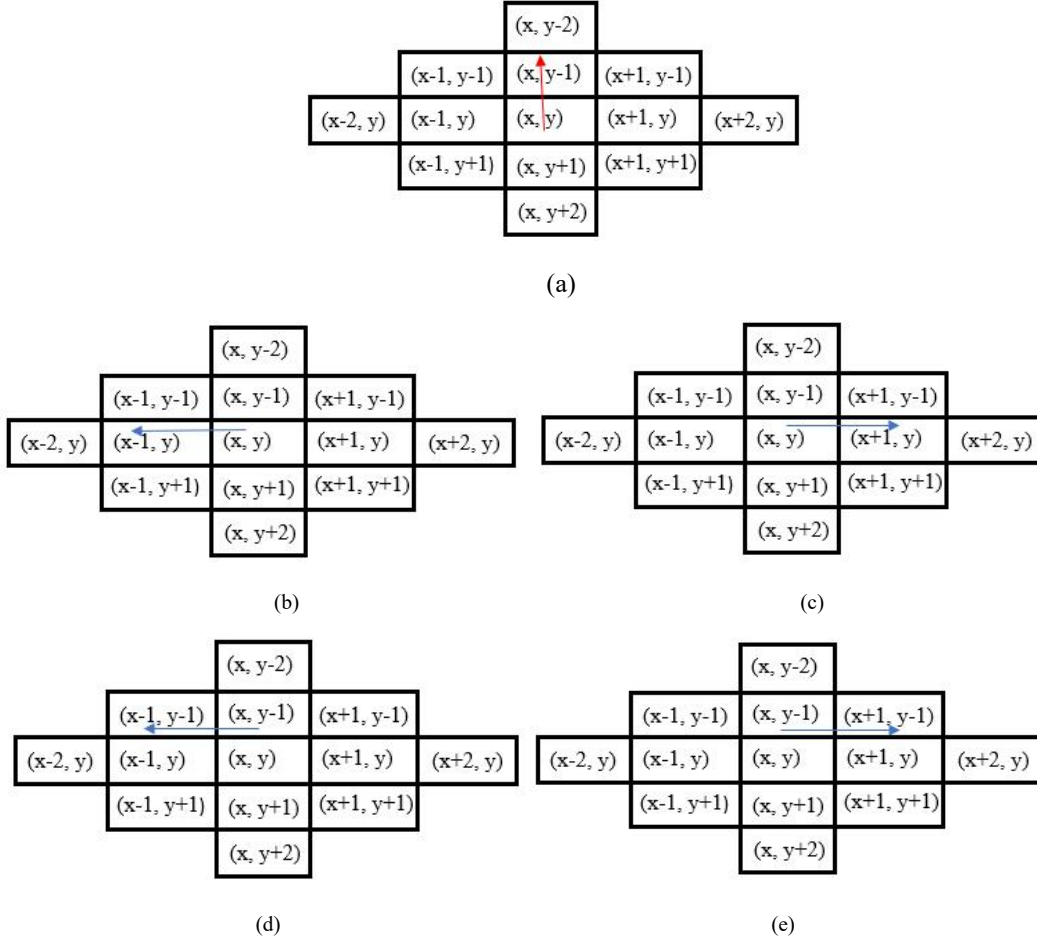 (x, y-2)
(x-1, y-1) (x, y-1) (x+1, y-1)
(x-2, y) (x-1, y) (x, y) (x+1, y) (x+2, y)
(x-1, y+1) (x, y+1) (x+1, y+1)
(x, y+2)
(a)
(x, y-2)
(x-1, y-1) (x, y-1) (x+1, y-1)
(x-2, y) (x-1, y) (x, y) (x+1, y) (x+2, y)
(x-1, y+1) (x, y+1) (x+1, y+1)
(x, y+2)
(b)
(x, y-2)
(x-1, y-1) (x, y-1) (x+1, y-1)
(x-2, y) (x-1, y) (x, y) (x+1, y) (x+2, y)
(x-1, y+1) (x, y+1) (x+1, y+1)
(x, y+2)
(c)
(x, y-2)
(x-1, y-1) (x, y-1) (x+1, y-1)
(x-2, y) (x-1, y) (x, y) (x+1, y) (x+2, y)
(x-1, y+1) (x, y+1) (x+1, y+1)
(x, y+2)
(d)
(x, y-2)
(x-1, y-1) (x, y-1) (x+1, y-1)
(x-2, y) (x-1, y) (x, y) (x+1, y) (x+2, y)
(x-1, y+1) (x, y+1) (x+1, y+1)
(x, y+2)
(e)